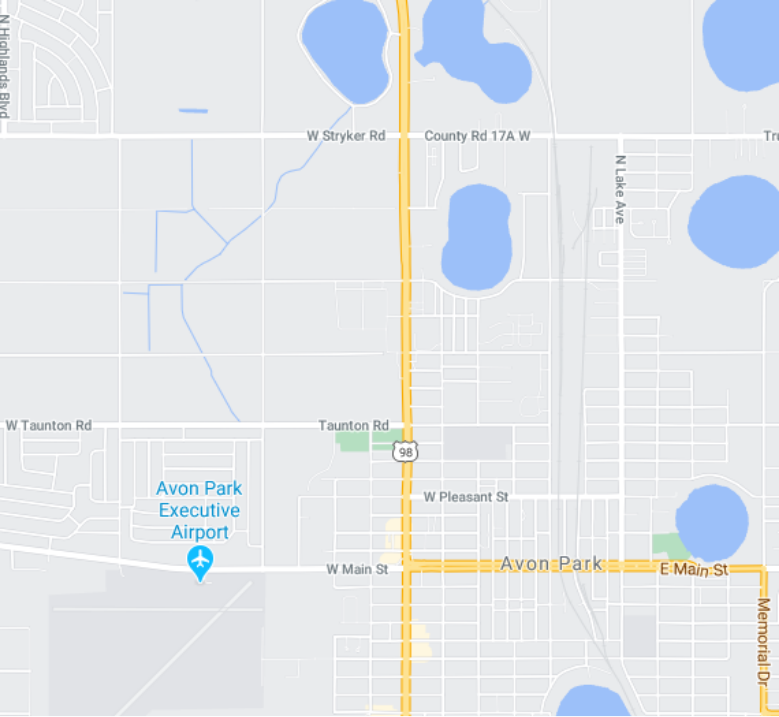 N Highlands Blvd
W Stryker Rd
County Rd 17A W
N Lake Ave
W Taunton Rd
Taunton Rd
98
Avon Park
Executive
Airport
W Pleasant St
W Main St
Avon Park
E Main St
Memorial Dr